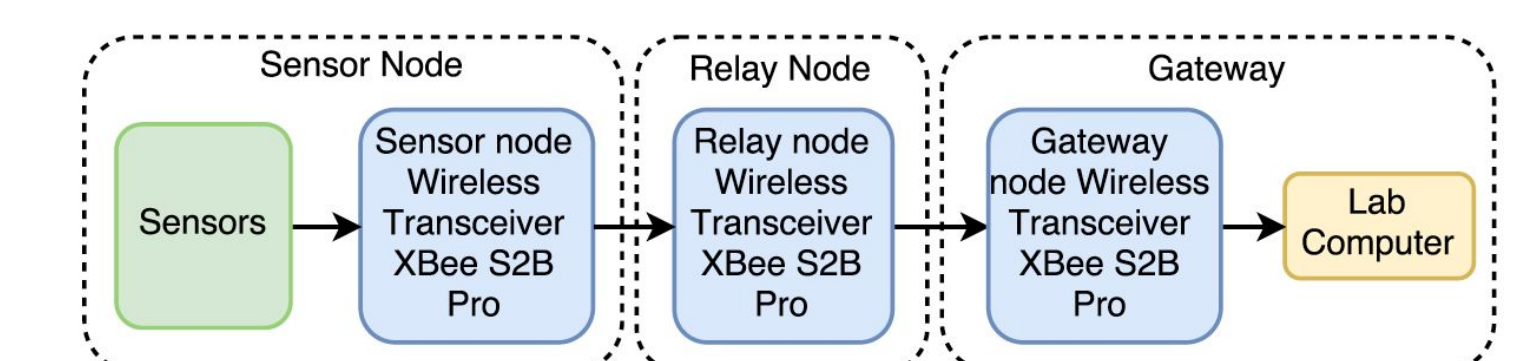 Sensor Node
Sensors
Sensor node
Wireless
Transceiver
XBee S2B
Pro
Relay Node
Relay node
Wireless
Transceiver
XBee S2B
Pro
Gateway
Gateway
node Wireless
Transceiver
XBee S2B
Pro
Lab
Computer